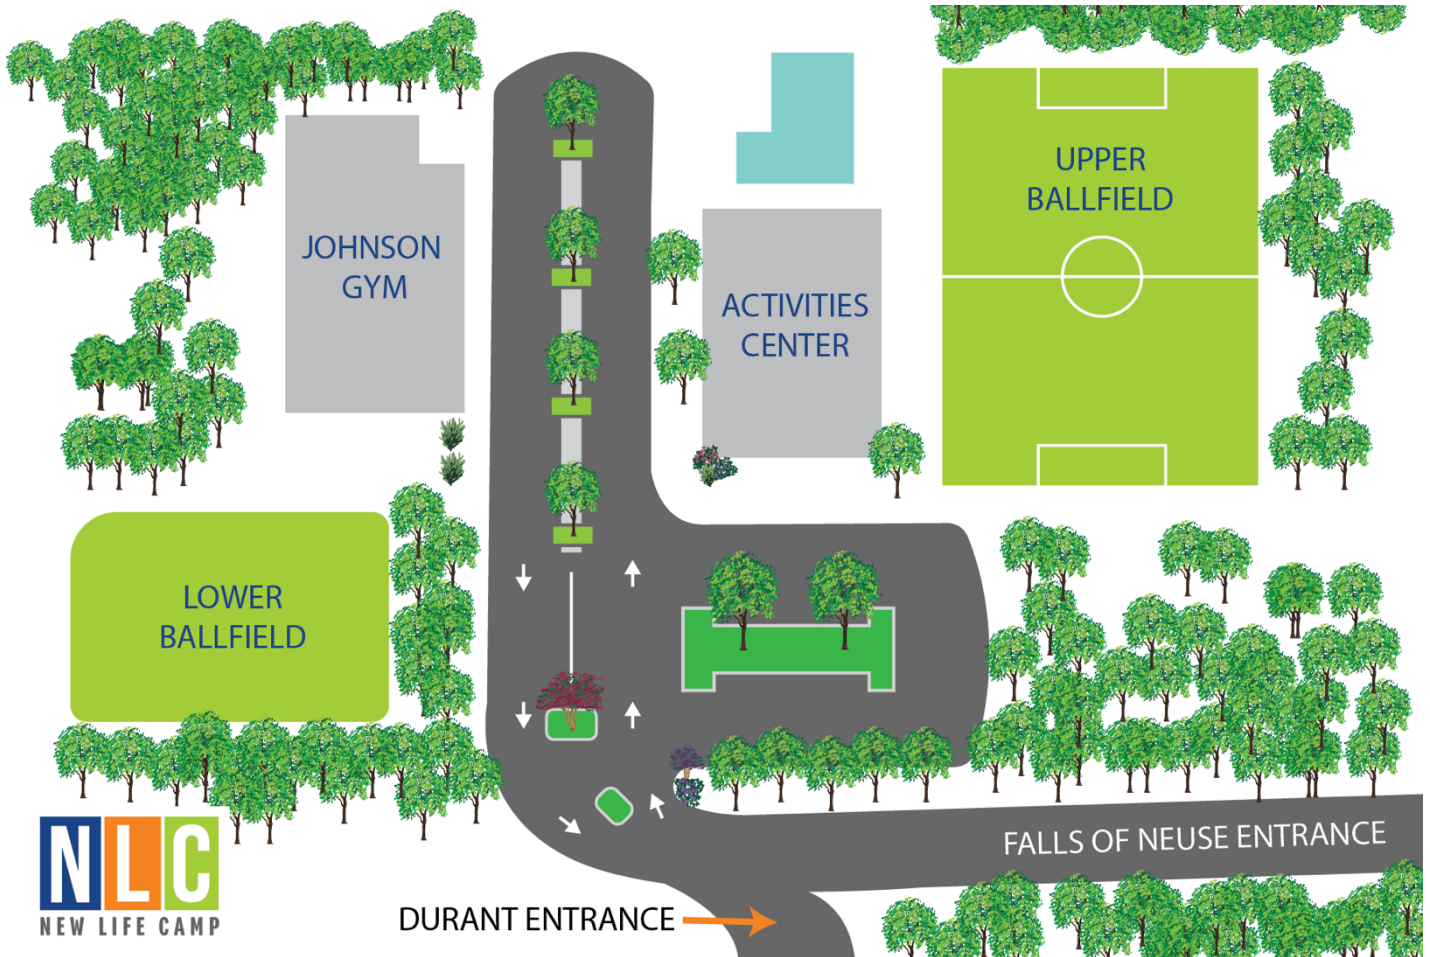 JOHNSON
GYM
ACTIVITIES
CENTER
UPPER
BALLFIELD
LOWER
BALLFIELD
FALLS OF NEUSE ENTRANCE
DURANT ENTRANCE
NLC
NEW LIFE CAMP